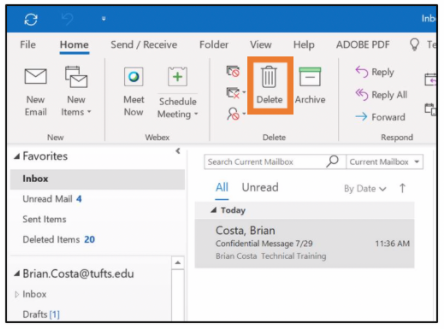 Inb
File Home Send / Receive Folder View Help ADOBE PDF Te
New Email New Items Meet Now Schedule Meeting Delete Archive Reply Reply All Forward
New Webex Delete Respond
Favorites
Inbox
Unread Mail 4
Sent Items
Deleted Items 20
Brian.Costa@tufts.edu
Inbox
Drafts [1]
Search Current Mailbox Current Mailbox
All Unread By Date
Today
Costa, Brian
Confidential Message 7/29 11:36 AM
Brian Costa Technical Training